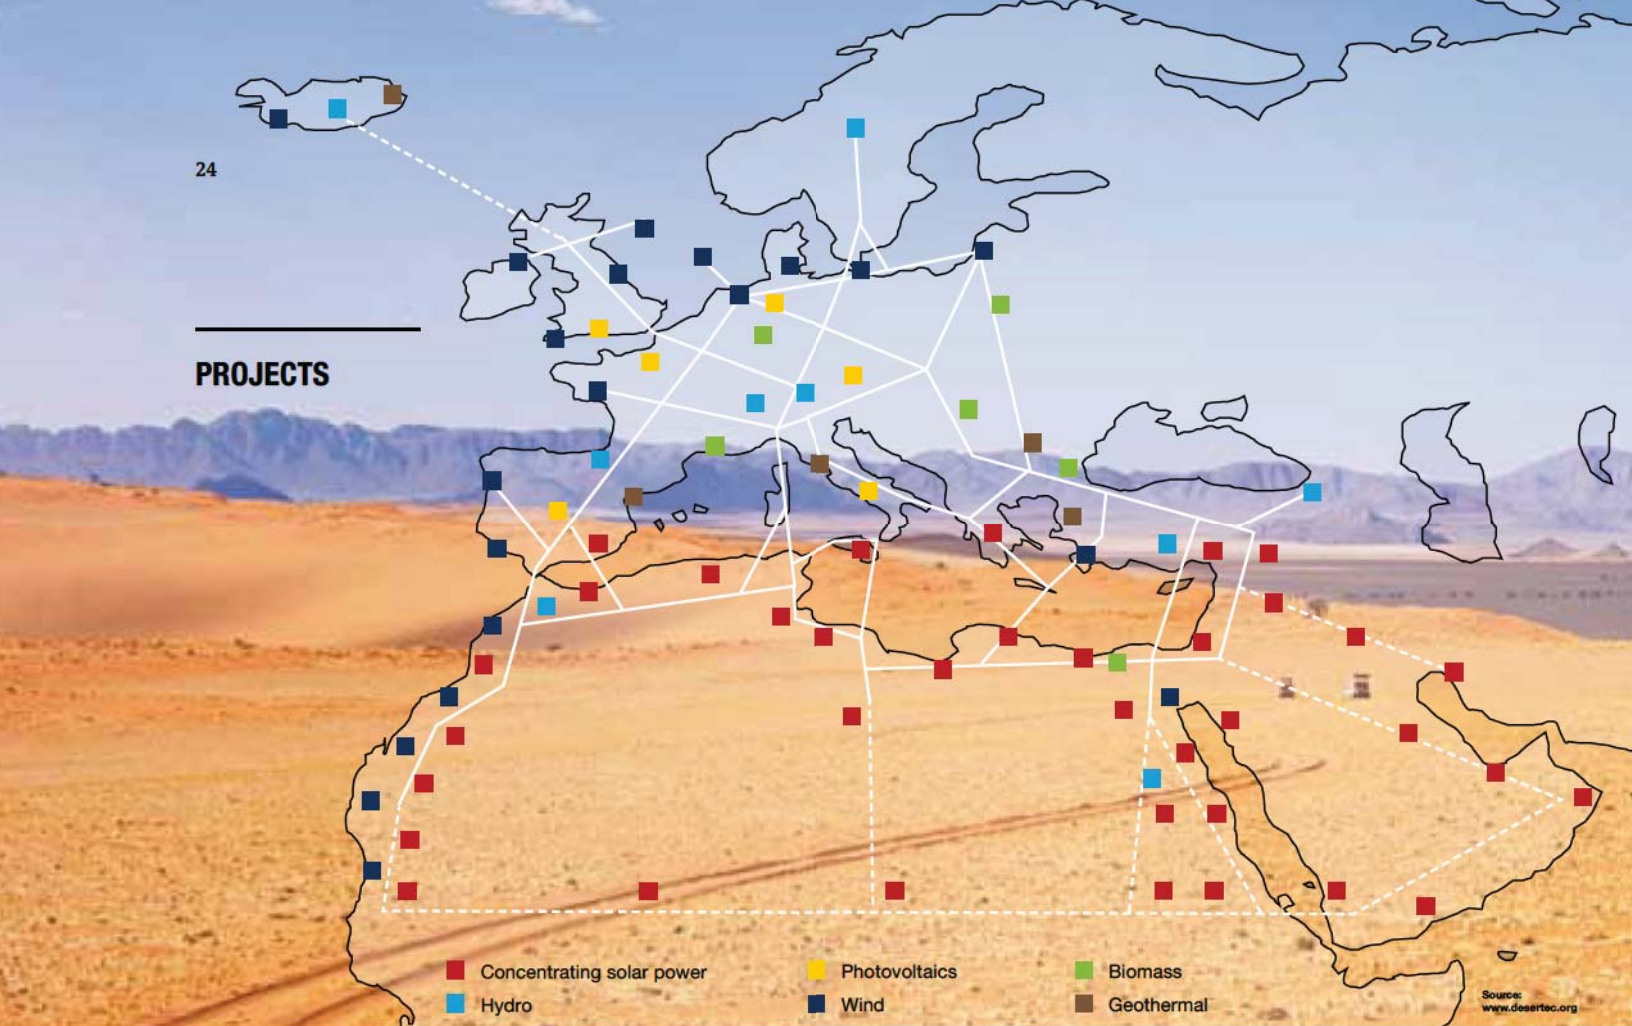 24
PROJECTS
Concentrating solar power
Photovoltaics
Biomass
Hydro
Wind
Geothermal
Source:
www.desertec.org